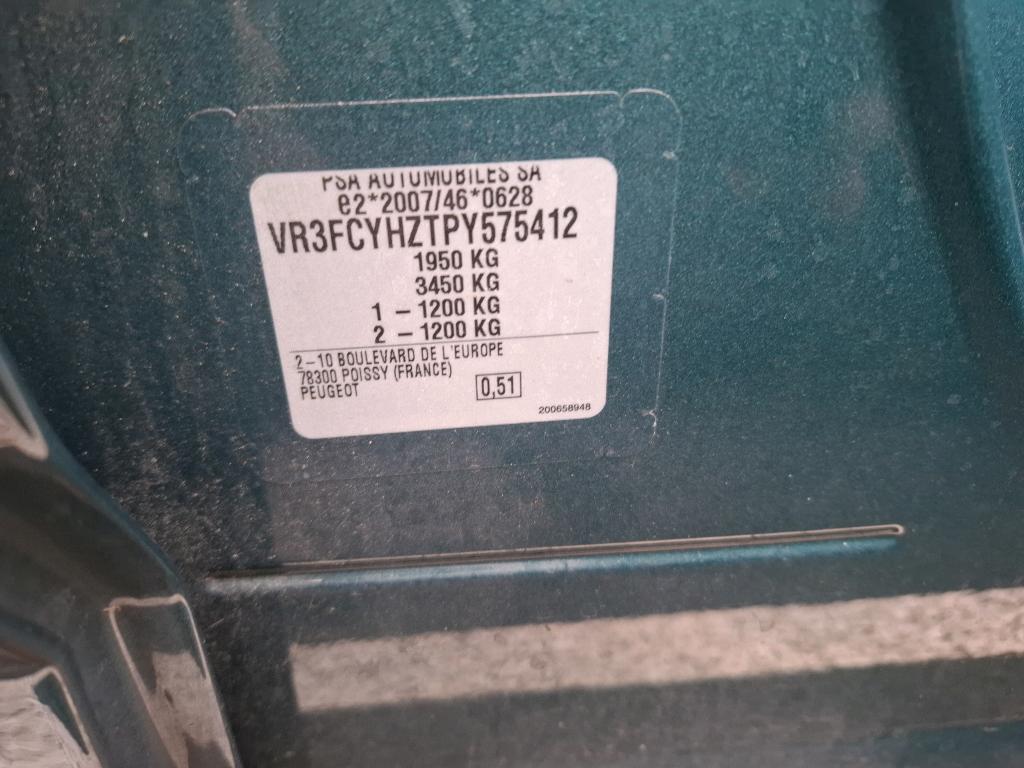 PSA AUTOMOBILES SA
e2*2007/46*0628
VR3FCYHZTPY575412
1950 KG
3450 KG
1 – 1200 KG
2 – 1200 KG
2–10 BOULEVARD DE L'EUROPE
78300 POISSY (FRANCE)
PEUGEOT
0,51
200658948